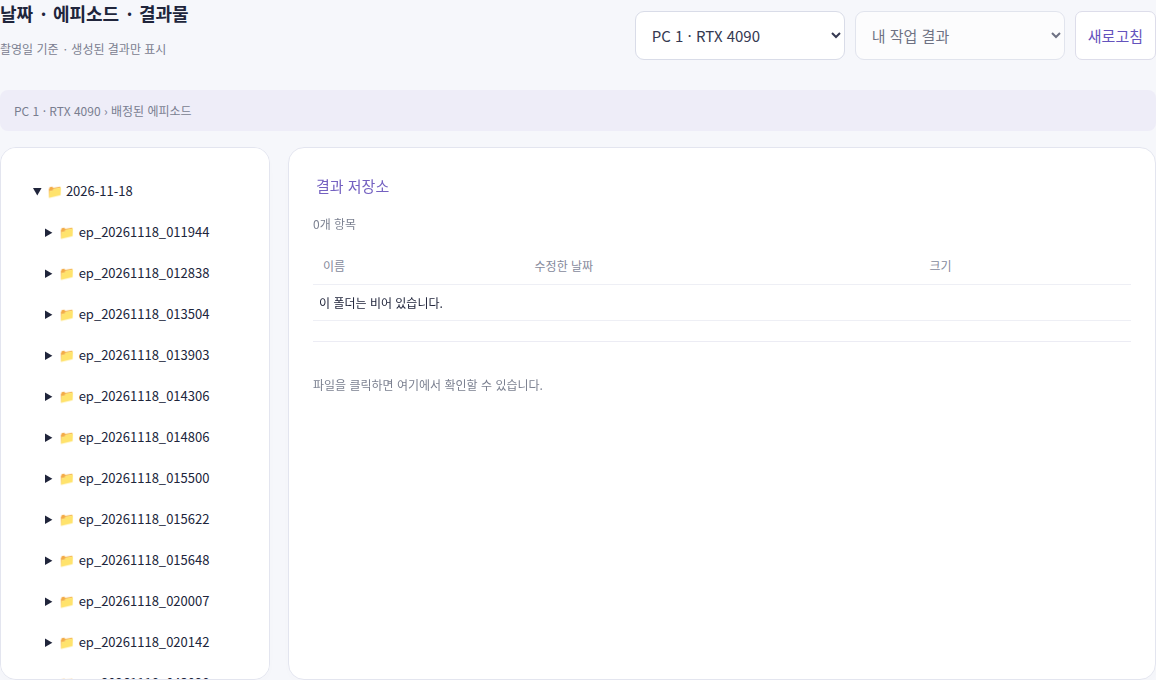 날짜 · 에피소드 · 결과물
촬영일 기준 · 생성된 결과만 표시
PC 1 · RTX 4090
내 작업 결과
새로고침
PC 1 · RTX 4090 › 배정된 에피소드
2026-11-18
ep_20261118_011944
ep_20261118_012838
ep_20261118_013504
ep_20261118_013903
ep_20261118_014306
ep_20261118_014806
ep_20261118_015500
ep_20261118_015622
ep_20261118_015648
ep_20261118_020007
ep_20261118_020142
결과 저장소
0개 항목
이름 수정한 날짜 크기
이 폴더는 비어 있습니다.
파일을 클릭하면 여기에서 확인할 수 있습니다.